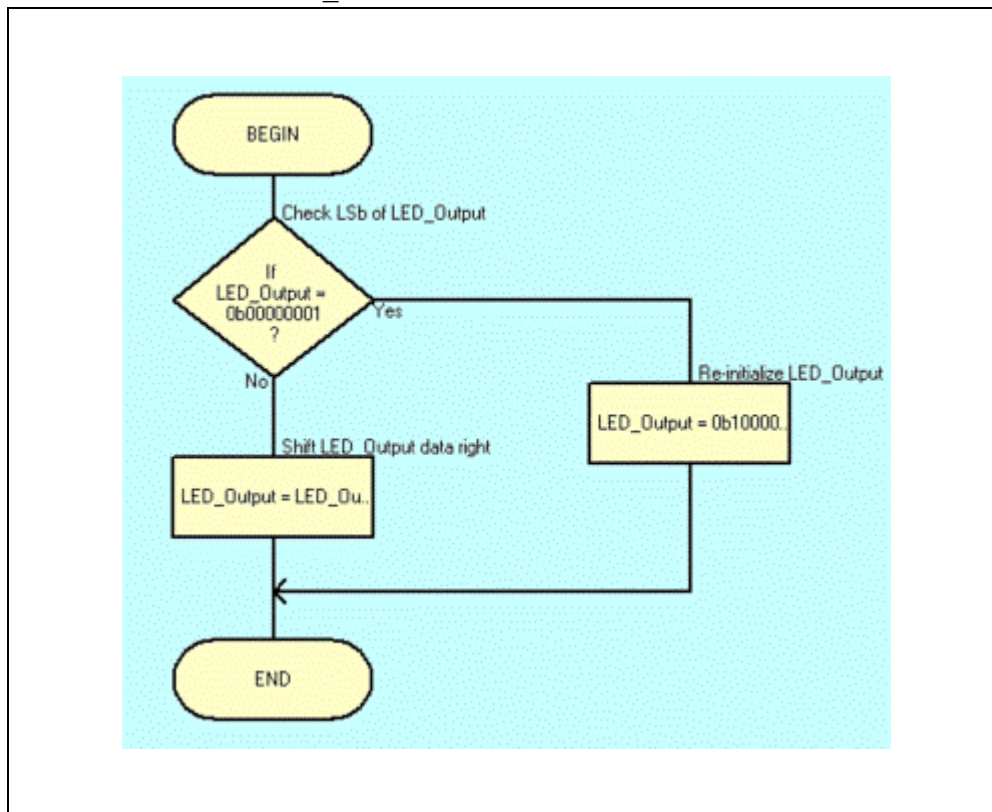 BEGIN
Check LSb of LED_Output
If
LED_Output =
0b00000001
?
Yes
No
Re-initialize LED_Output
LED_Output = 0b10000..
Shift LED_Output data right
LED_Output = LED_Ou..
END